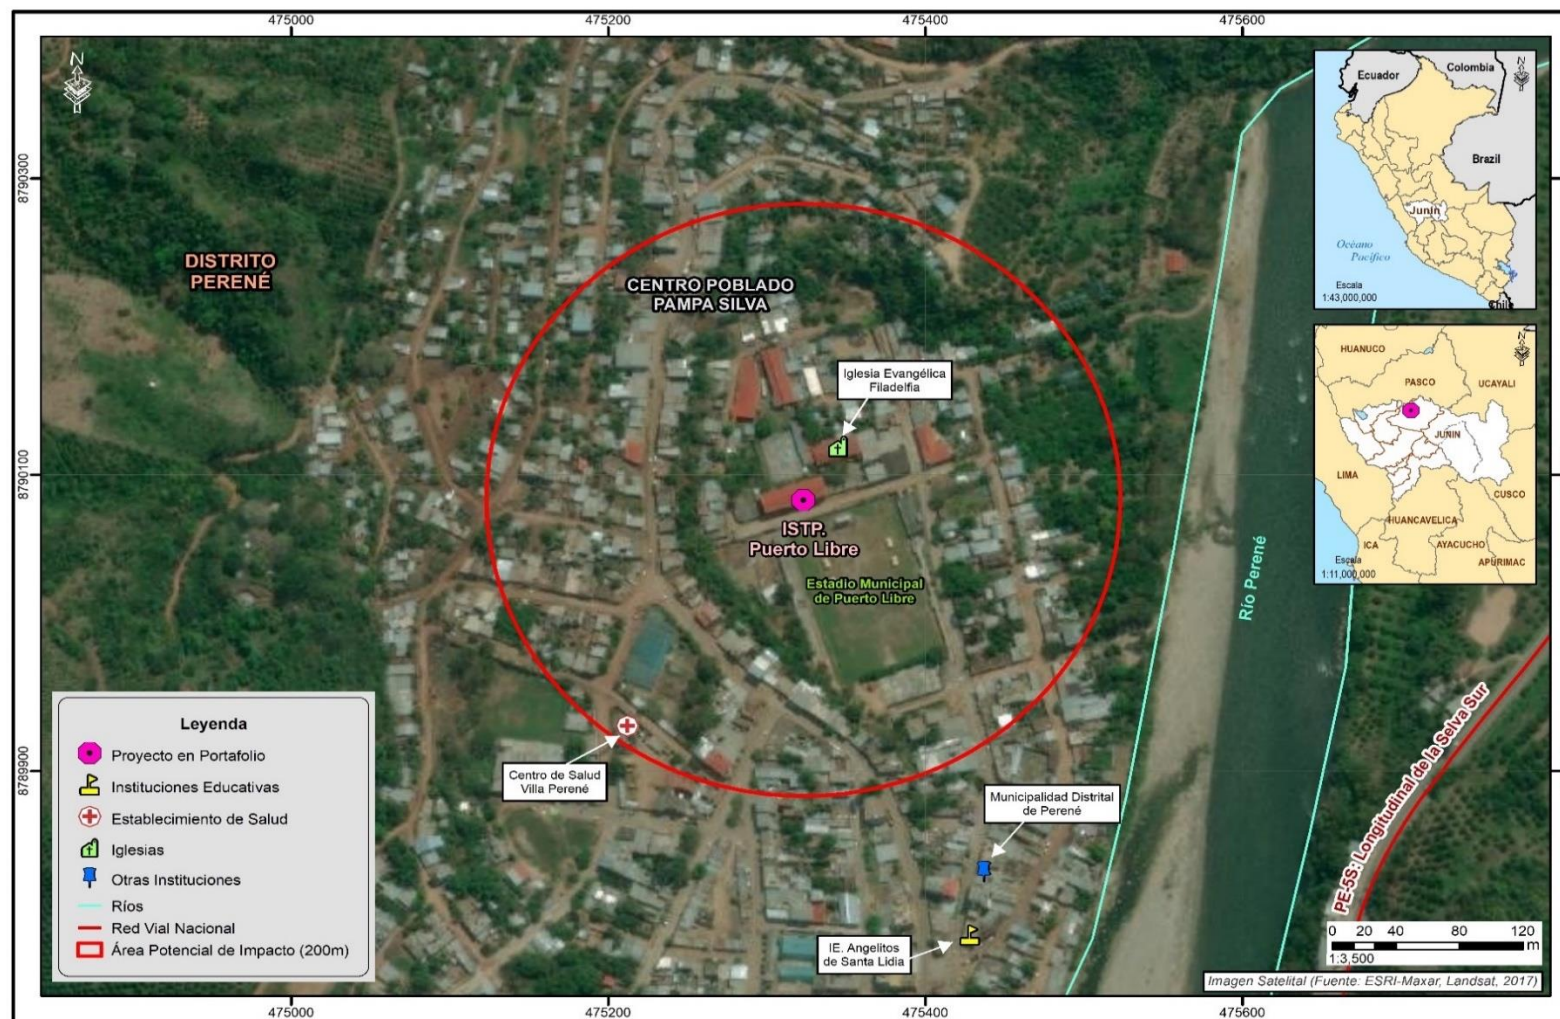 475000
475200
475400
475600
8790300
8790100
8789900
N
DISTRITO
PERENÉ
CENTRO POBLADO
PAMPA SILVA
Iglesia Evangélica
Filadelfia
ISTP.
Puerto Libre
Estadio Municipal
de Puerto Libre
Centro de Salud
Villa Perené
Municipalidad Distrital
de Perené
IE. Angelitos
de Santa Lidia
Río Perené
PE-5S: Longitudinal de la Selva Sur
Ecuador
Colombia
N
Brazil
Junín
Océano
Pacífico
Escala
1:43,000,000
Chile
N
HUANUCO
PASCO
UCAYALI
JUNIN
LIMA
CUSCO
HUANCAVELICA
ICA
AYACUCHO
APURIMAC
Escala
1:11,000,000
Leyenda
Proyecto en Portafolio
Instituciones Educativas
Establecimiento de Salud
Iglesias
Otras Instituciones
Ríos
Red Vial Nacional
Área Potencial de Impacto (200m)
0 20 40 80 120
m
1:3,500
Imagen Satelital (Fuente: ESRI-Maxar, Landsat, 2017)
475000
475200
475400
475600